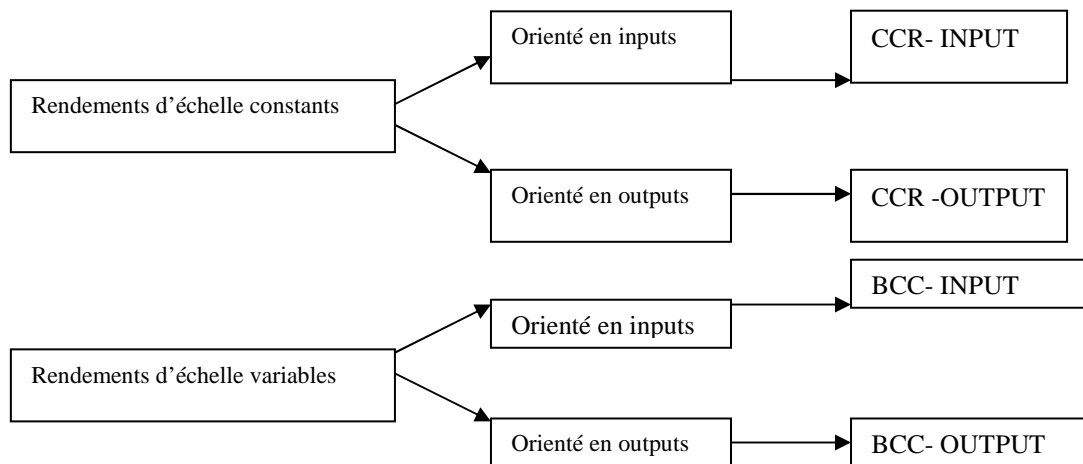 Orienté en inputs
CCR- INPUT
Rendements d’échelle constants
Orienté en outputs
CCR -OUTPUT
BCC- INPUT
Orienté en inputs
Rendements d’échelle variables
Orienté en outputs
BCC- OUTPUT